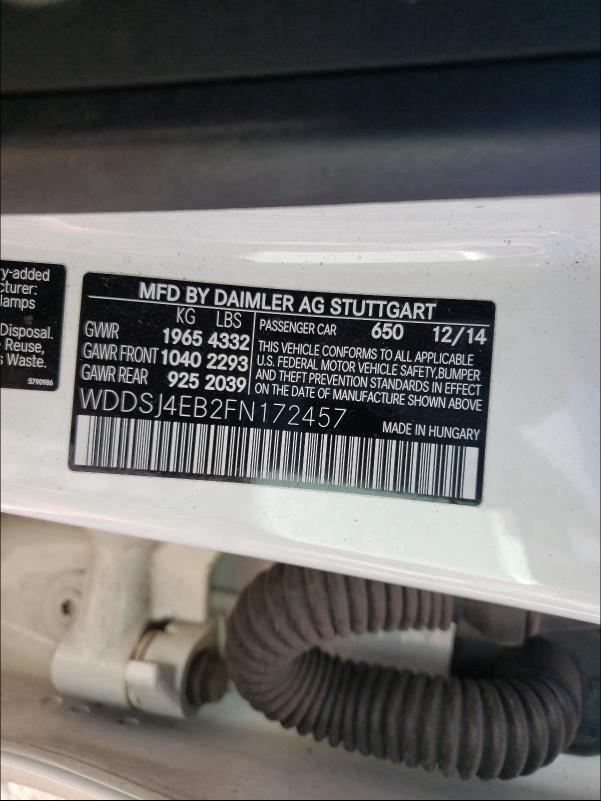 ry-added
cturer:
lamps
Disposal.
Reuse,
s Waste.
5790986
MFD BY DAIMLER AG STUTTGART
KG LBS
GVWR 1965 4332
GAWR FRONT 1040 2293
GAWR REAR 925 2039
PASSENGER CAR 650 12/14
THIS VEHICLE CONFORMS TO ALL APPLICABLE
U.S. FEDERAL MOTOR VEHICLE SAFETY,BUMPER
AND THEFT PREVENTION STANDARDS IN EFFECT
ON THE DATE OF MANUFACTURE SHOWN ABOVE
WDDSJ4EB2FN172457
MADE IN HUNGARY